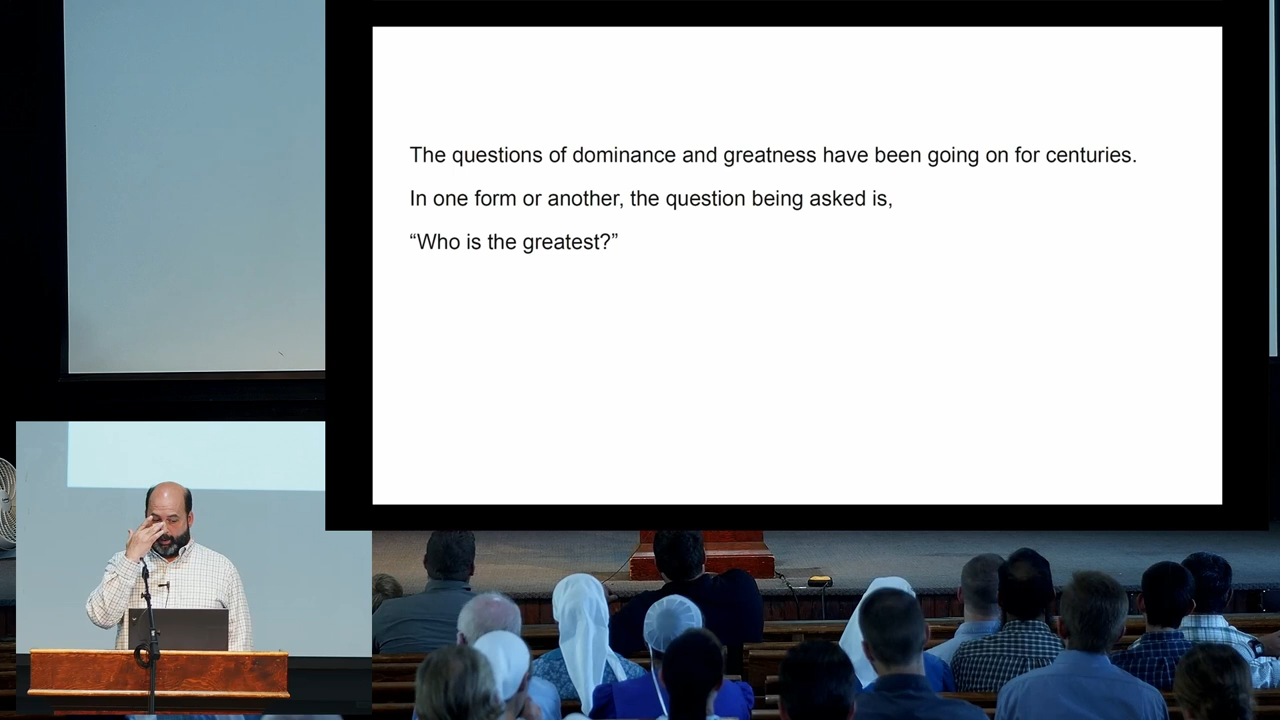 The questions of dominance and greatness have been going on for centuries.
In one form or another, the question being asked is,
“Who is the greatest?”